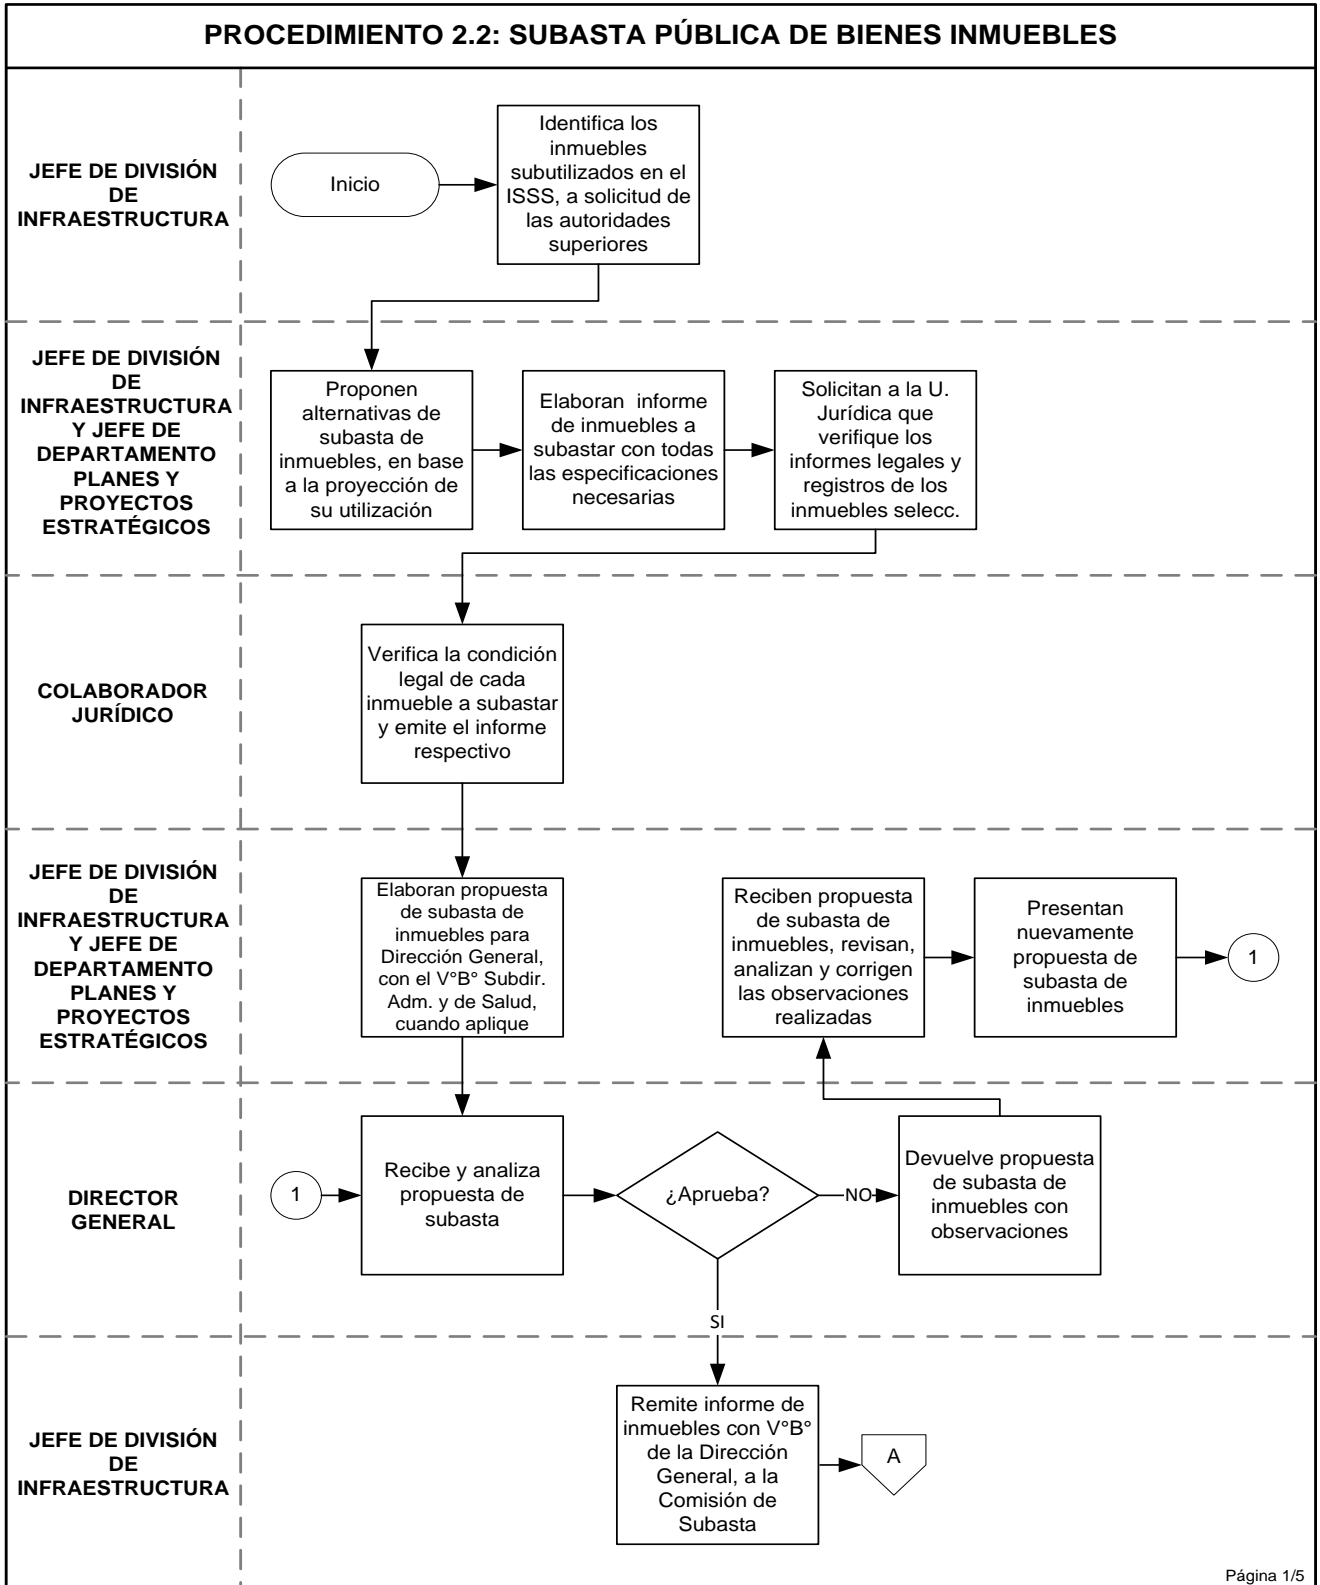 PROCEDIMIENTO 2.2: SUBASTA PÚBLICA DE BIENES INMUEBLES
JEFE DE DIVISIÓN
DE
INFRAESTRUCTURA
Inicio
Identifica los
inmuebles
subutilizados en el
ISSS, a solicitud de
las autoridades
superiores
JEFE DE DIVISIÓN
DE
INFRAESTRUCTURA
Y JEFE DE
DEPARTAMENTO
PLANES Y
PROYECTOS
ESTRATÉGICOS
Proponen
alternativas de
subasta de
inmuebles, en base
a la proyección de
su utilización
Elaboran informe
de inmuebles a
subastar con todas
las especificaciones
necesarias
Solicitan a la U.
Jurídica que
verifique los
informes legales y
registros de los
inmuebles selecc.
COLABORADOR
JURÍDICO
Verifica la condición
legal de cada
inmueble a subastar
y emite el informe
respectivo
JEFE DE DIVISIÓN
DE
INFRAESTRUCTURA
Y JEFE DE
DEPARTAMENTO
PLANES Y
PROYECTOS
ESTRATÉGICOS
Elaboran propuesta
de subasta de
inmuebles para
Dirección General,
con el V°B° Subdir.
Adm. y de Salud,
cuando aplique
Reciben propuesta
de subasta de
inmuebles, revisan,
analizan y corrigen
las observaciones
realizadas
Presentan
nuevamente
propuesta de
subasta de
inmuebles
1
DIRECTOR
GENERAL
1
Recibe y analiza
propuesta de
subasta
¿Aprueba?
NO
Devuelve propuesta
de subasta de
inmuebles con
observaciones
SI
JEFE DE DIVISIÓN
DE
INFRAESTRUCTURA
Remite informe de
inmuebles con V°B°
de la Dirección
General, a la
Comisión de
Subasta
A
Página 1/5